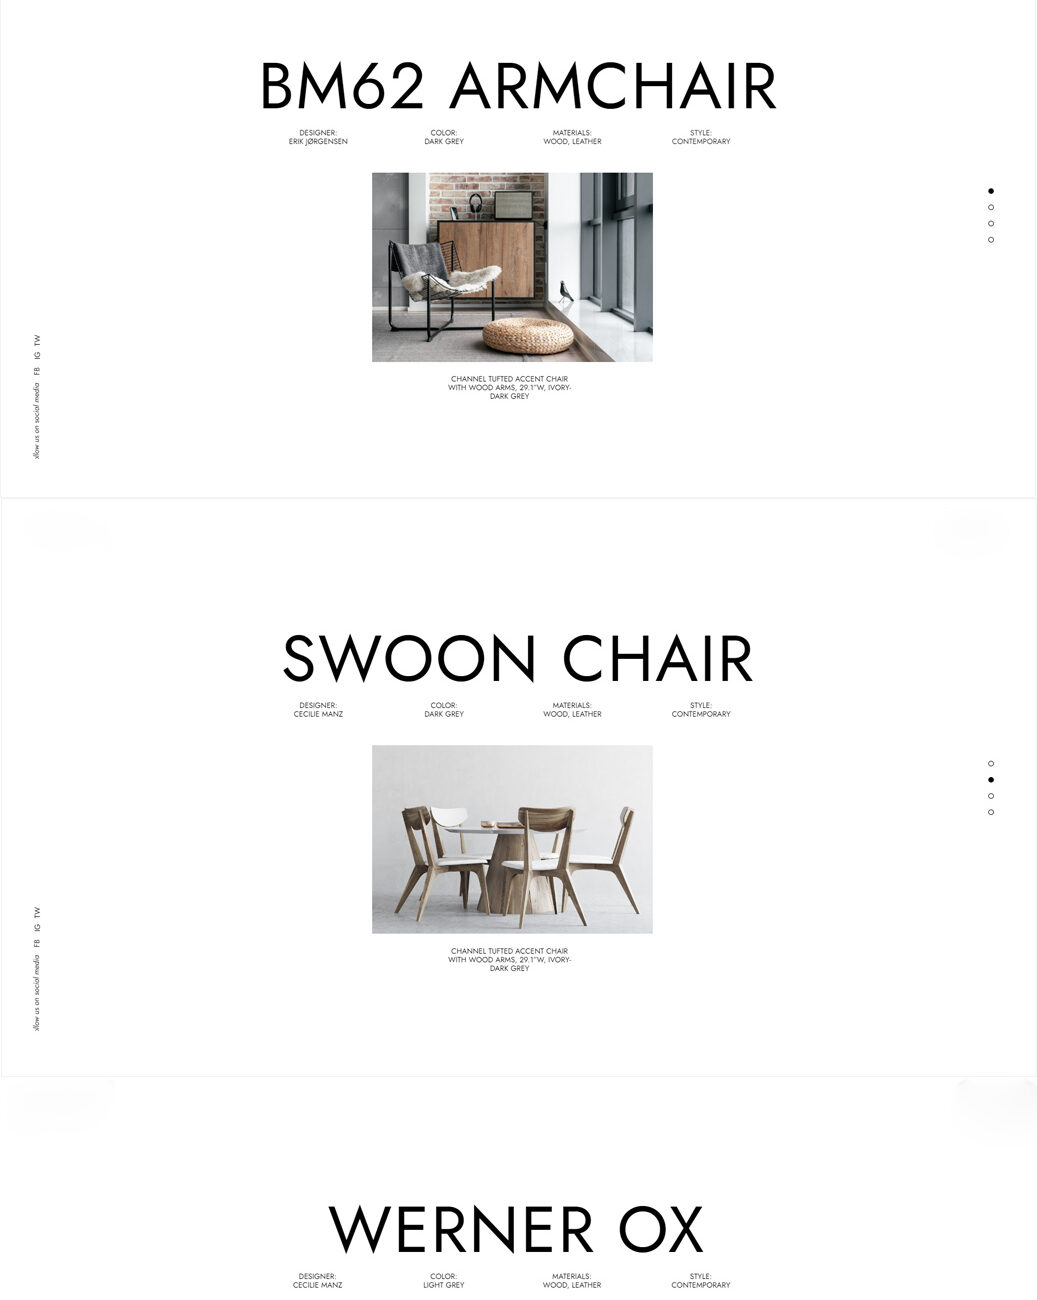 BM62 ARMCHAIR
DESIGNER:
ERIK JØRGENSEN
COLOR:
DARK GREY
MATERIALS:
WOOD, LEATHER
STYLE:
CONTEMPORARY
CHANNEL TUFTED ACCENT CHAIR
WITH WOOD ARMS, 29.1"W, IVORY-
DARK GREY
llow us on social media FB IG TW
SWOON CHAIR
DESIGNER:
CECILIE MANZ
COLOR:
DARK GREY
MATERIALS:
WOOD, LEATHER
STYLE:
CONTEMPORARY
CHANNEL TUFTED ACCENT CHAIR
WITH WOOD ARMS, 29.1"W, IVORY-
DARK GREY
llow us on social media FB IG TW
WERNER OX
DESIGNER:
CECILIE MANZ
COLOR:
LIGHT GREY
MATERIALS:
WOOD, LEATHER
STYLE:
CONTEMPORARY